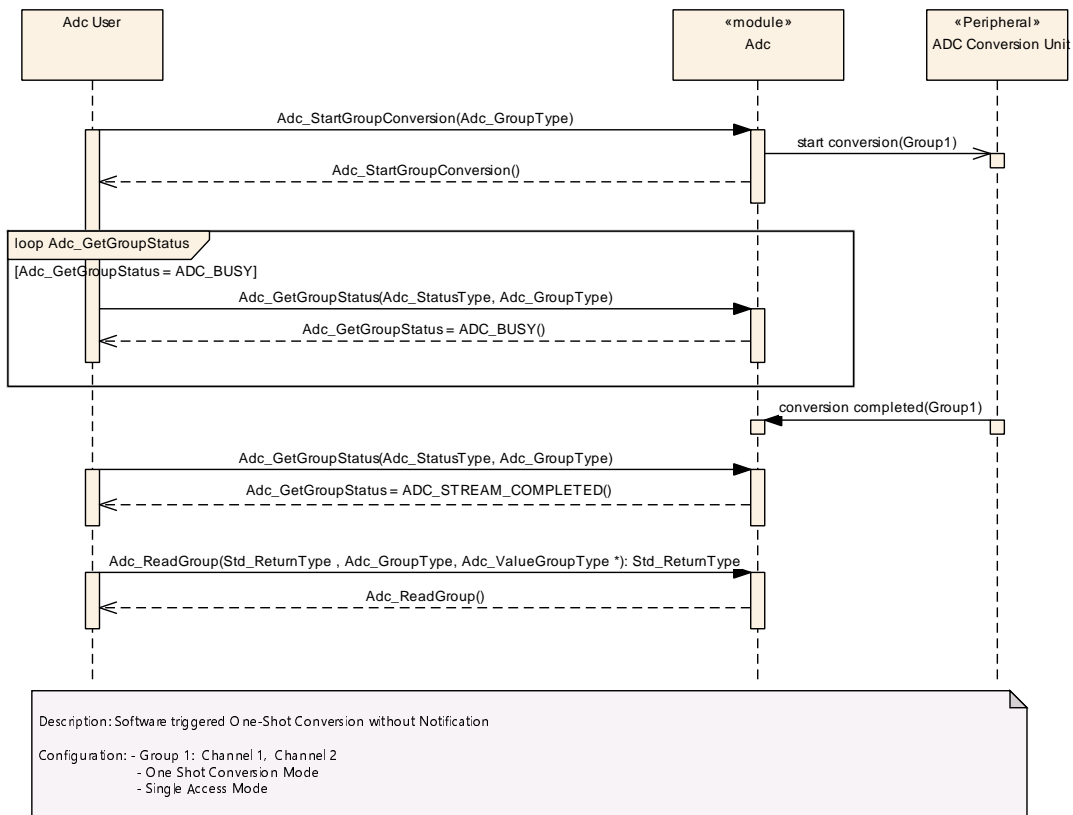 Adc User
«module»
Adc
«Peripheral»
ADC Conversion Unit
Adc_StartGroupConversion(Adc_GroupType)
start conversion(Group1)
Adc_StartGroupConversion()
loop Adc_GetGroupStatus
[Adc_GetGroupStatus = ADC_BUSY]
Adc_GetGroupStatus(Adc_StatusType, Adc_GroupType)
Adc_GetGroupStatus = ADC_BUSY()
conversion completed(Group1)
Adc_GetGroupStatus(Adc_StatusType, Adc_GroupType)
Adc_GetGroupStatus = ADC_STREAM_COMPLETED()
Adc_ReadGroup(Std_ReturnType , Adc_GroupType, Adc_ValueGroupType *): Std_ReturnType
Adc_ReadGroup()
Description: Software triggered One-Shot Conversion without Notification
Configuration: - Group 1: Channel 1, Channel 2
- One Shot Conversion Mode
- Single Access Mode